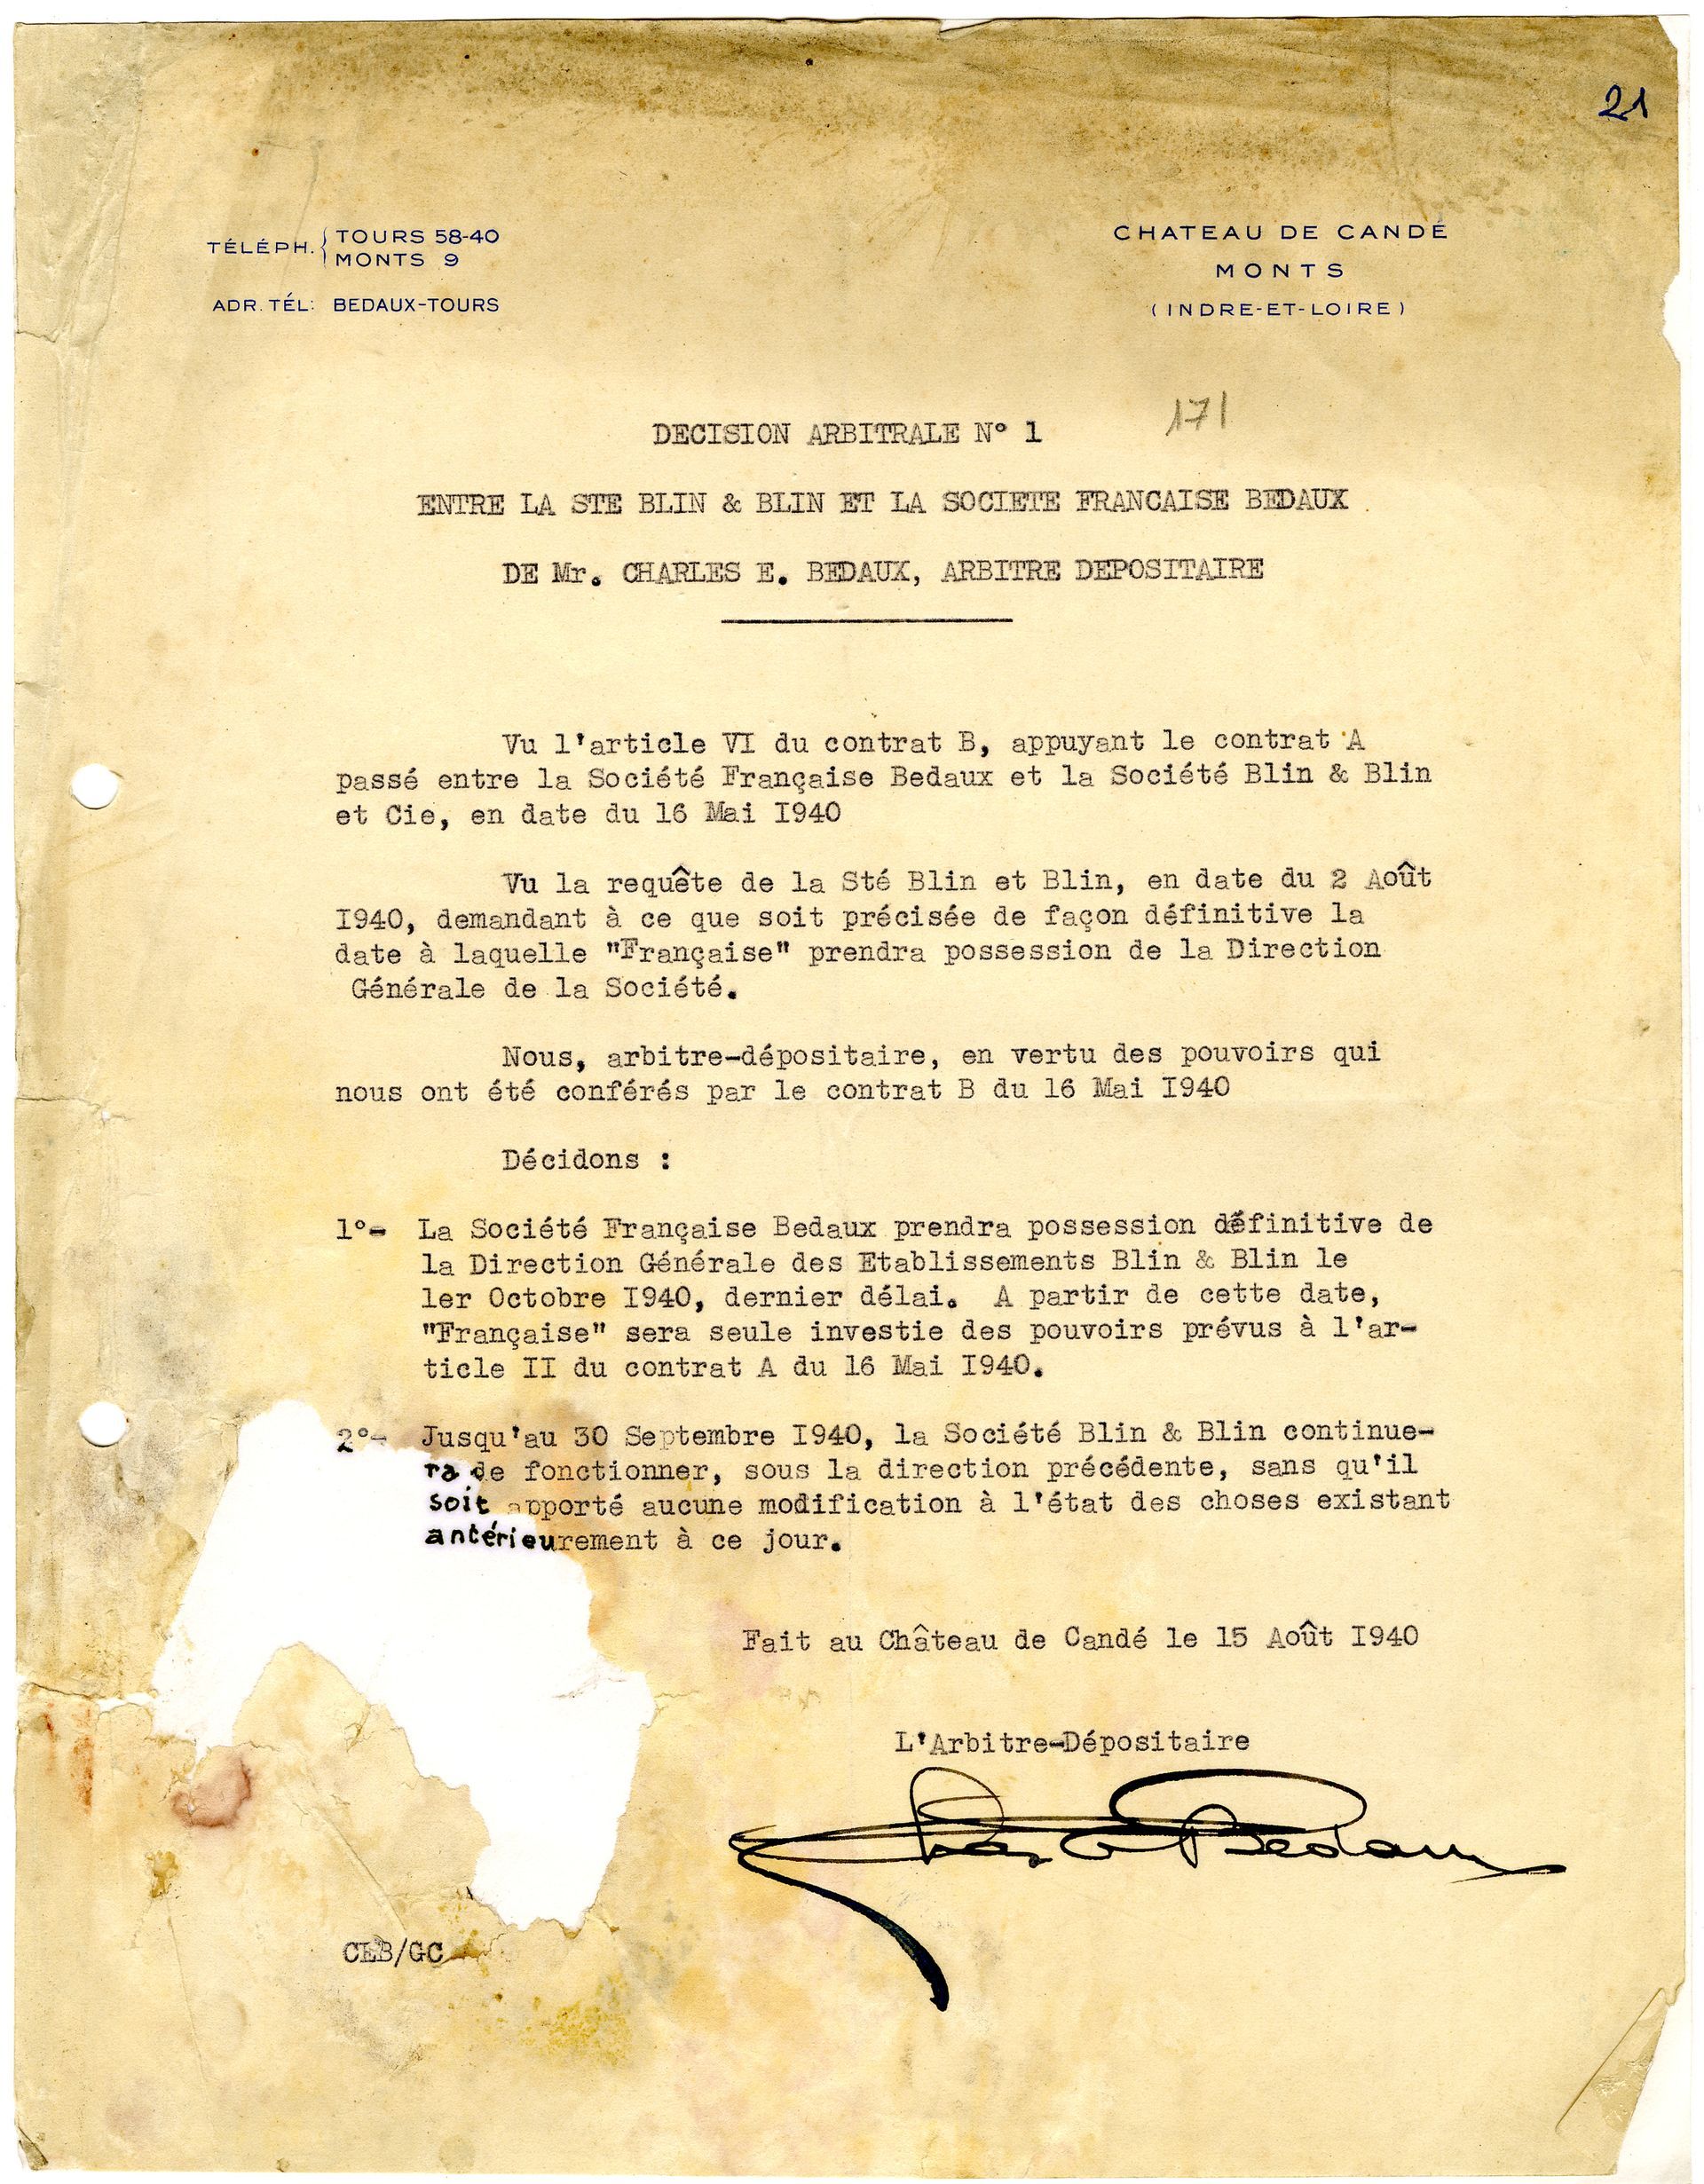 21
TÉLÉPH. { TOURS 58-40
MONTS 9
ADR. TÉL: BEDAUX-TOURS
CHATEAU DE CANDÉ
MONTS
(INDRE-ET-LOIRE)
171
DECISION ARBITRALE N° 1
ENTRE LA STE BLIN & BLIN ET LA SOCIETE FRANCAISE BEDAUX
DE Mr. CHARLES E. BEDAUX, ARBITRE DEPOSITAIRE
Vu l'article VI du contrat B, appuyant le contrat A
passé entre la Société Française Bedaux et la Société Blin & Blin
et Cie, en date du 16 Mai I940
Vu la requête de la Sté Blin et Blin, en date du 2 Août
I940, demandant à ce que soit précisée de façon définitive la
date à laquelle "Française" prendra possession de la Direction
Générale de la Société.
Nous, arbitre-dépositaire, en vertu des pouvoirs qui
nous ont été conférés par le contrat B du 16 Mai I940
Décidons :
1°- La Société Française Bedaux prendra possession définitive de
la Direction Générale des Etablissements Blin & Blin le
1er Octobre I940, dernier délai. A partir de cette date,
"Française" sera seule investie des pouvoirs prévus à l'ar-
ticle II du contrat A du 16 Mai I940.
2°- Jusqu'au 30 Septembre I940, la Société Blin & Blin continue-
ra de fonctionner, sous la direction précédente, sans qu'il
soit apporté aucune modification à l'état des choses existant
antérieurement à ce jour.
Fait au Château de Candé le 15 Août I940
L'Arbitre-Dépositaire
Chas E Bedaux
CEB/GC